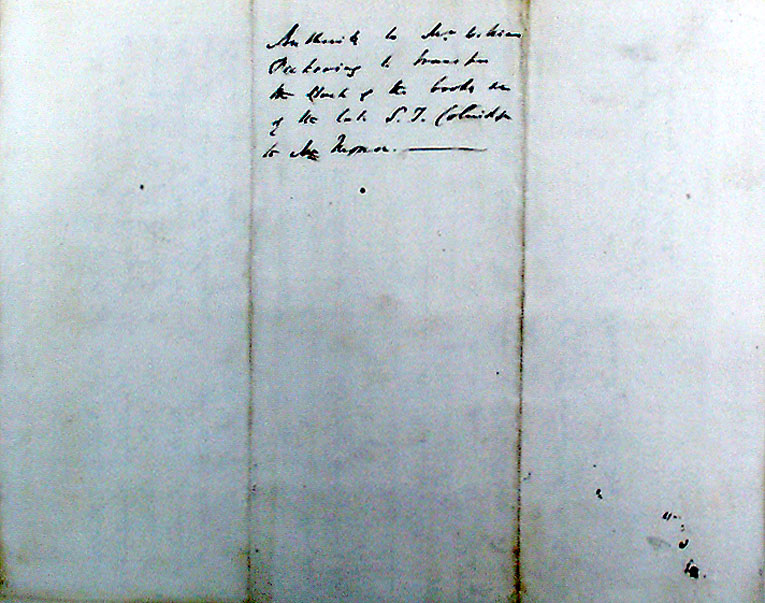 Authority to Mr William
Pickering to transfer
the Stock of the books
of the late S. T. Coleridge
to Mr Moxon.